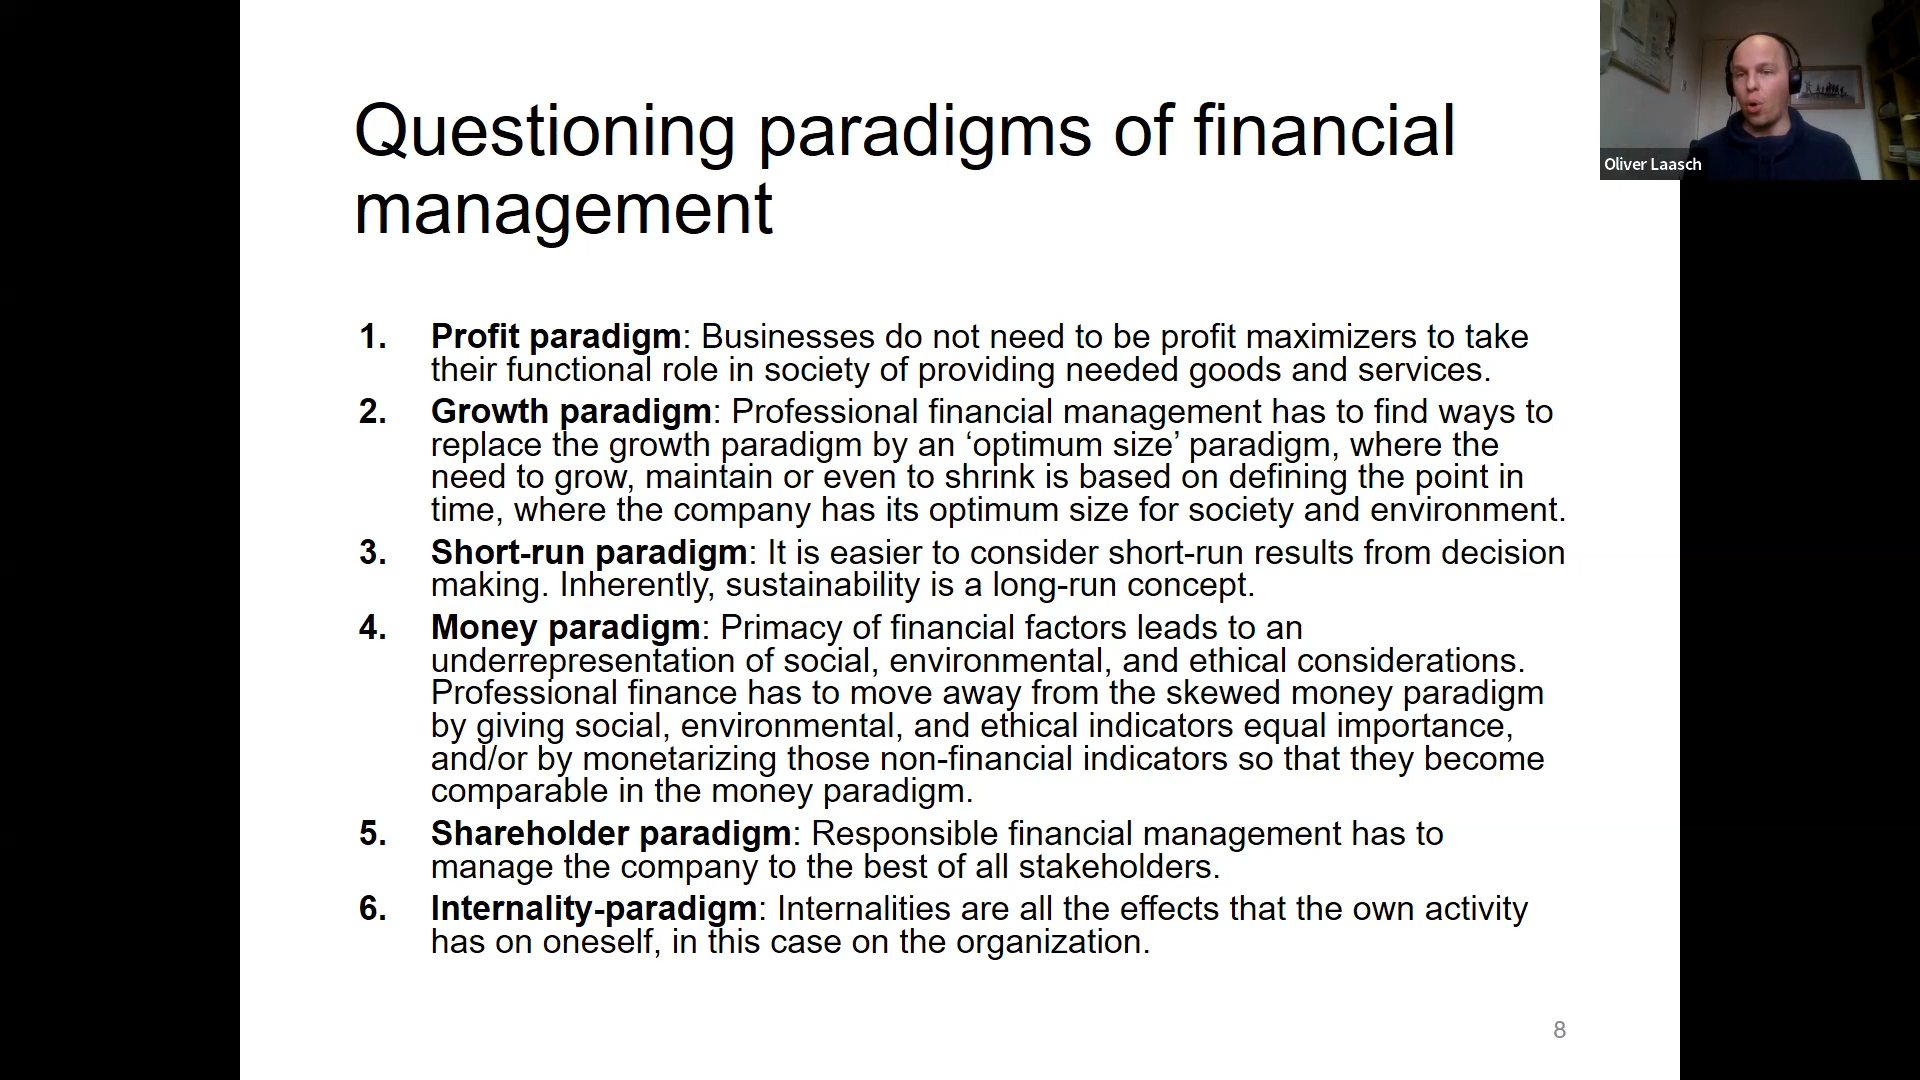 Questioning paradigms of financial
management
Oliver Laasch
1. Profit paradigm: Businesses do not need to be profit maximizers to take
their functional role in society of providing needed goods and services.
2. Growth paradigm: Professional financial management has to find ways to
replace the growth paradigm by an ‘optimum size’ paradigm, where the
need to grow, maintain or even to shrink is based on defining the point in
time, where the company has its optimum size for society and environment.
3. Short-run paradigm: It is easier to consider short-run results from decision
making. Inherently, sustainability is a long-run concept.
4. Money paradigm: Primacy of financial factors leads to an
underrepresentation of social, environmental, and ethical considerations.
Professional finance has to move away from the skewed money paradigm
by giving social, environmental, and ethical indicators equal importance,
and/or by monetarizing those non-financial indicators so that they become
comparable in the money paradigm.
5. Shareholder paradigm: Responsible financial management has to
manage the company to the best of all stakeholders.
6. Internality-paradigm: Internalities are all the effects that the own activity
has on oneself, in this case on the organization.
8